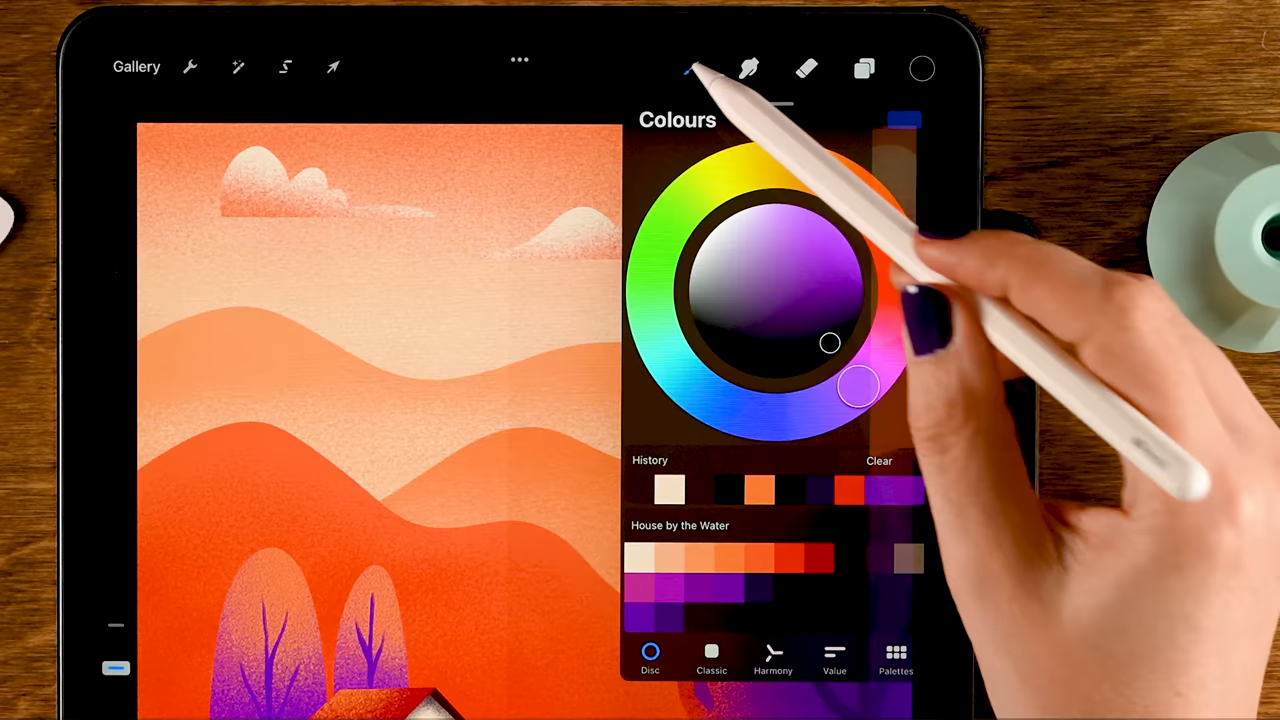 Gallery
Colours
History
Clear
House by the Water
Disc
Classic
Harmony
Value
Palettes